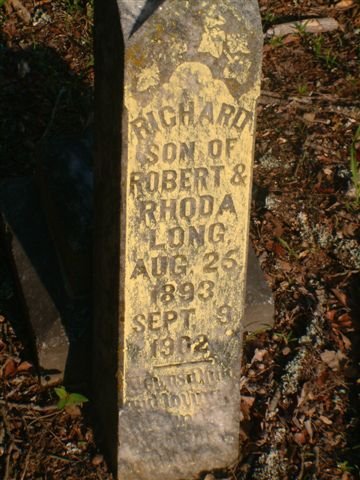 RICHARD
SON OF
ROBERT &
RHODA
LONG
AUG 25
1893
SEPT 9
1902